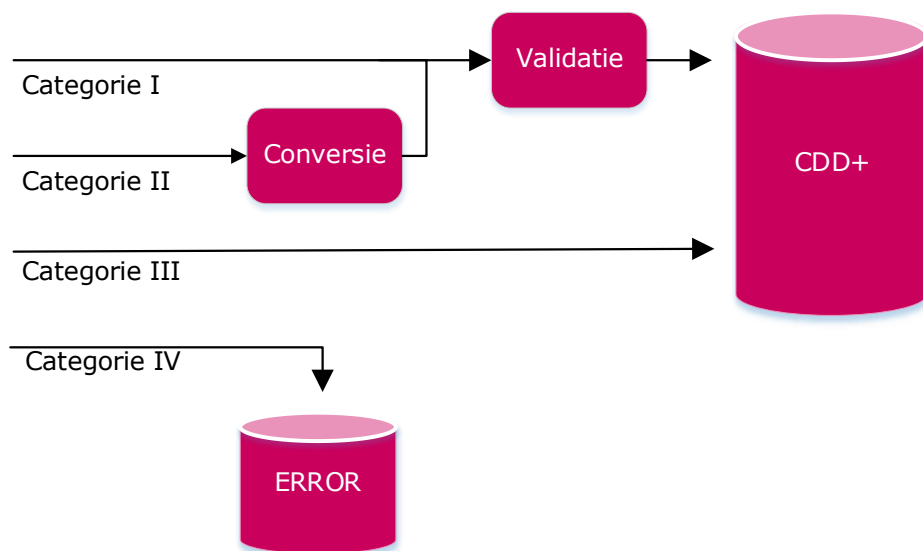 Validatie
Categorie I
Conversie
CDD+
Categorie II
Categorie III
Categorie IV
ERROR